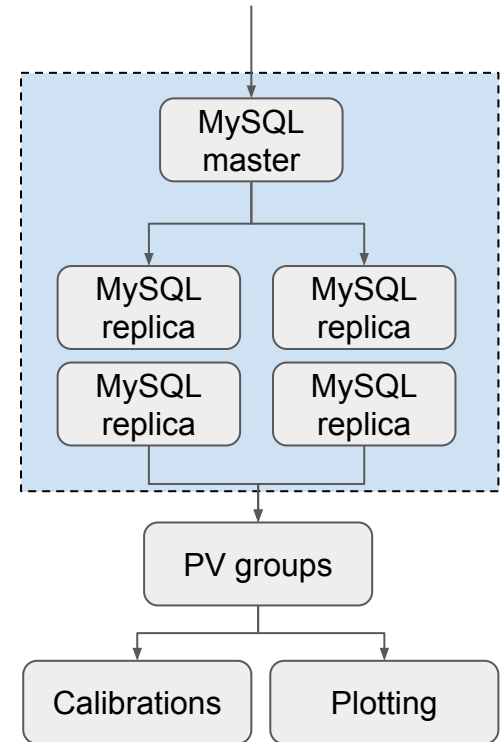 MySQL
master
MySQL
replica
MySQL
replica
MySQL
replica
MySQL
replica
PV groups
Calibrations
Plotting